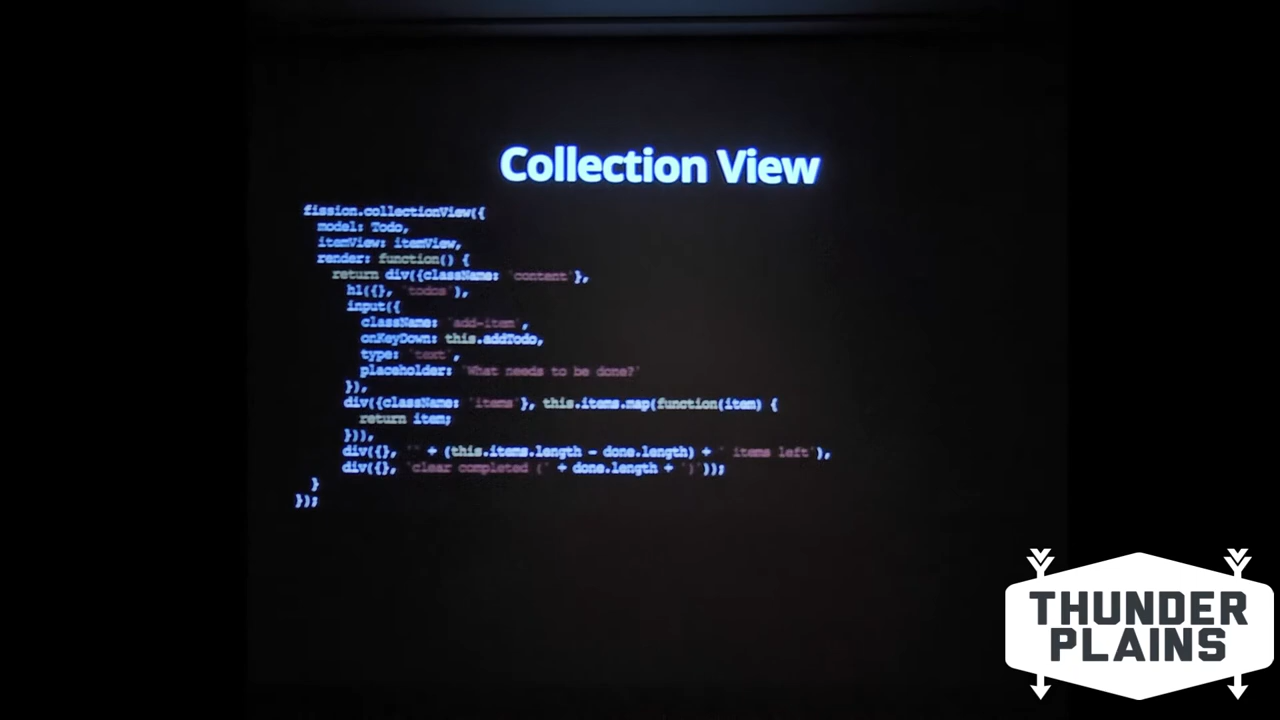 Collection View
fission.collectionView({
model: Todo,
itemView: itemView,
render: function() {
return div({className: 'content'},
h1({}, 'todos'),
input({
className: 'add-item',
onKeyDown: this.addTodo,
type: 'text',
placeholder: 'What needs to be done?'
}),
div({className: 'items'}, this.items.map(function(item) {
return item;
})),
div({}, '' + (this.items.length - done.length) + ' items left'),
div({}, 'clear completed (' + done.length + ')'));
}
});
THUNDER
PLAINS